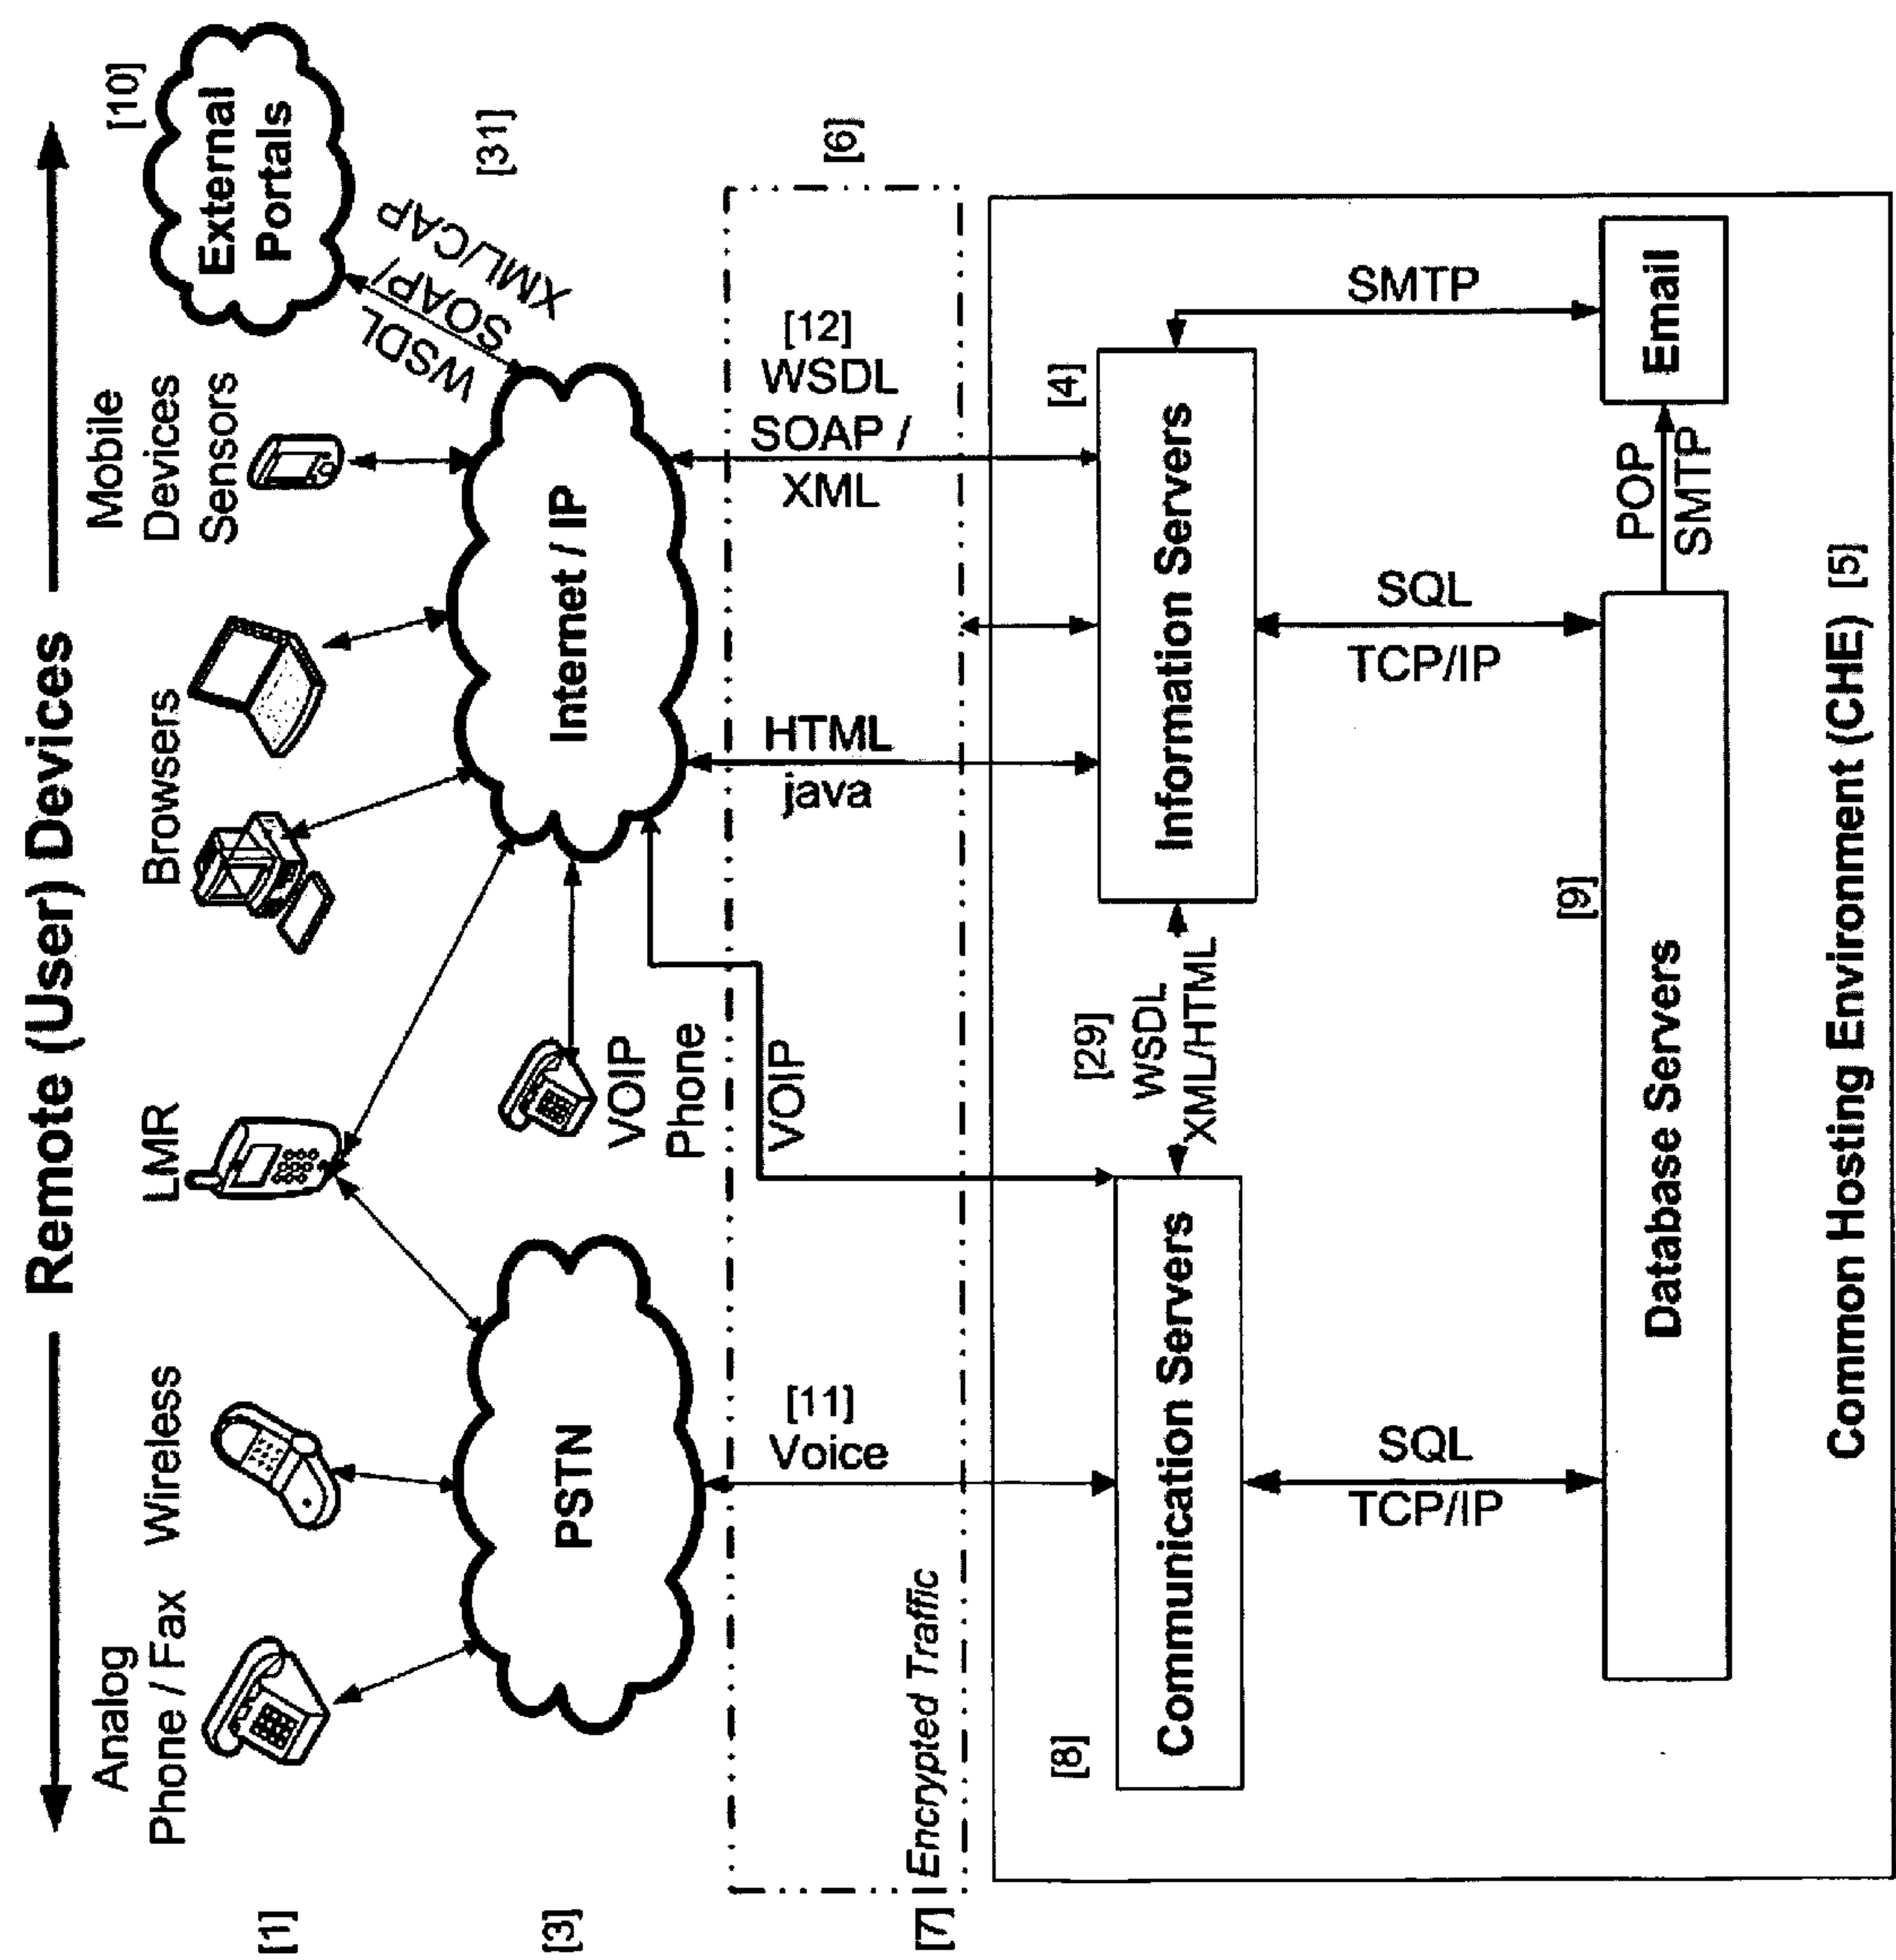 Remote (User) Devices
Analog
Phone / Fax
Wireless
LMR
Browsers
Mobile
Devices
Sensors
[10]
External
Portals
[1]
VOIP
Phone
WSDL
SOAP/
XML/CAP
[31]
[3]
PSTN
Internet / IP
[6]
[11]
Voice
VOIP
HTML
java
[12]
WSDL
SOAP /
XML
[7]
Encrypted Traffic
[8]
Communication Servers
[29]
WSDL
XML/HTML
[4]
Information Servers
SQL
TCP/IP
SQL
TCP/IP
SMTP
[9]
Database Servers
POP
SMTP
Email
Common Hosting Environment (CHE) [5]